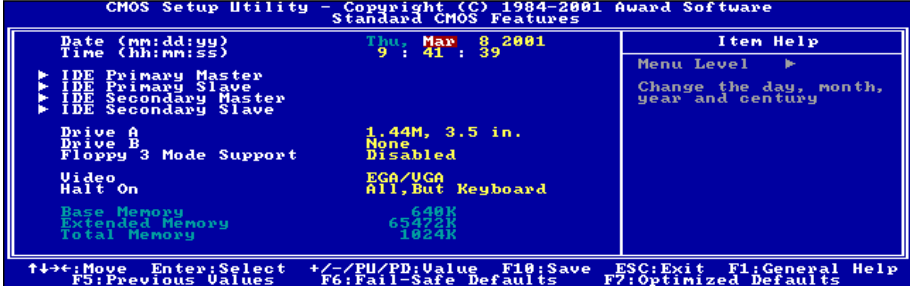 CMOS Setup Utility - Copyright (C) 1984-2001 Award Software
Standard CMOS Features
Date (mm:dd:yy) Thu, Mar 8 2001
Time (hh:mm:ss) 9 : 41 : 39
► IDE Primary Master
► IDE Primary Slave
► IDE Secondary Master
► IDE Secondary Slave
Drive A 1.44M, 3.5 in.
Drive B None
Floppy 3 Mode Support Disabled
Video EGA/VGA
Halt On All,But Keyboard
Base Memory 640K
Extended Memory 65472K
Total Memory 1024K
Item Help
Menu Level ►
Change the day, month,
year and century
↑↓→←:Move Enter:Select +/-/PU/PD:Value F10:Save ESC:Exit F1:General Help
F5:Previous Values F6:Fail-Safe Defaults F7:Optimized Defaults